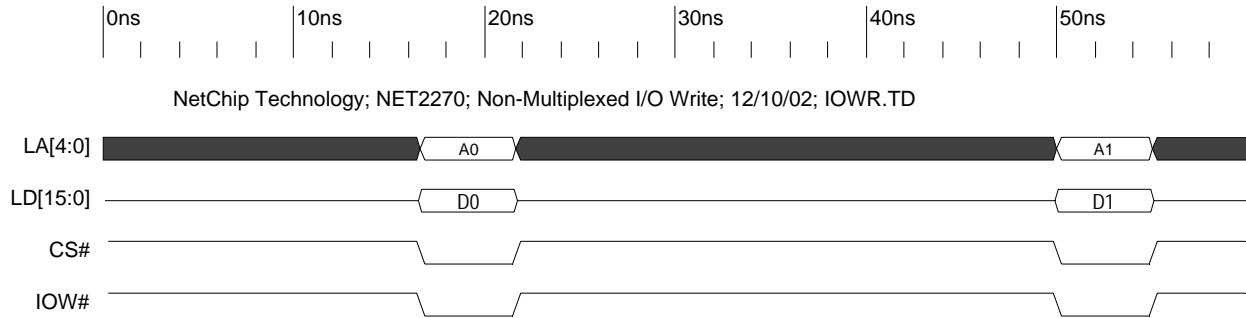 0ns 10ns 20ns 30ns 40ns 50ns
NetChip Technology; NET2270; Non-Multiplexed I/O Write; 12/10/02; IOWR.TD
LA[4:0] A0 A1
LD[15:0] D0 D1
CS#
IOW#